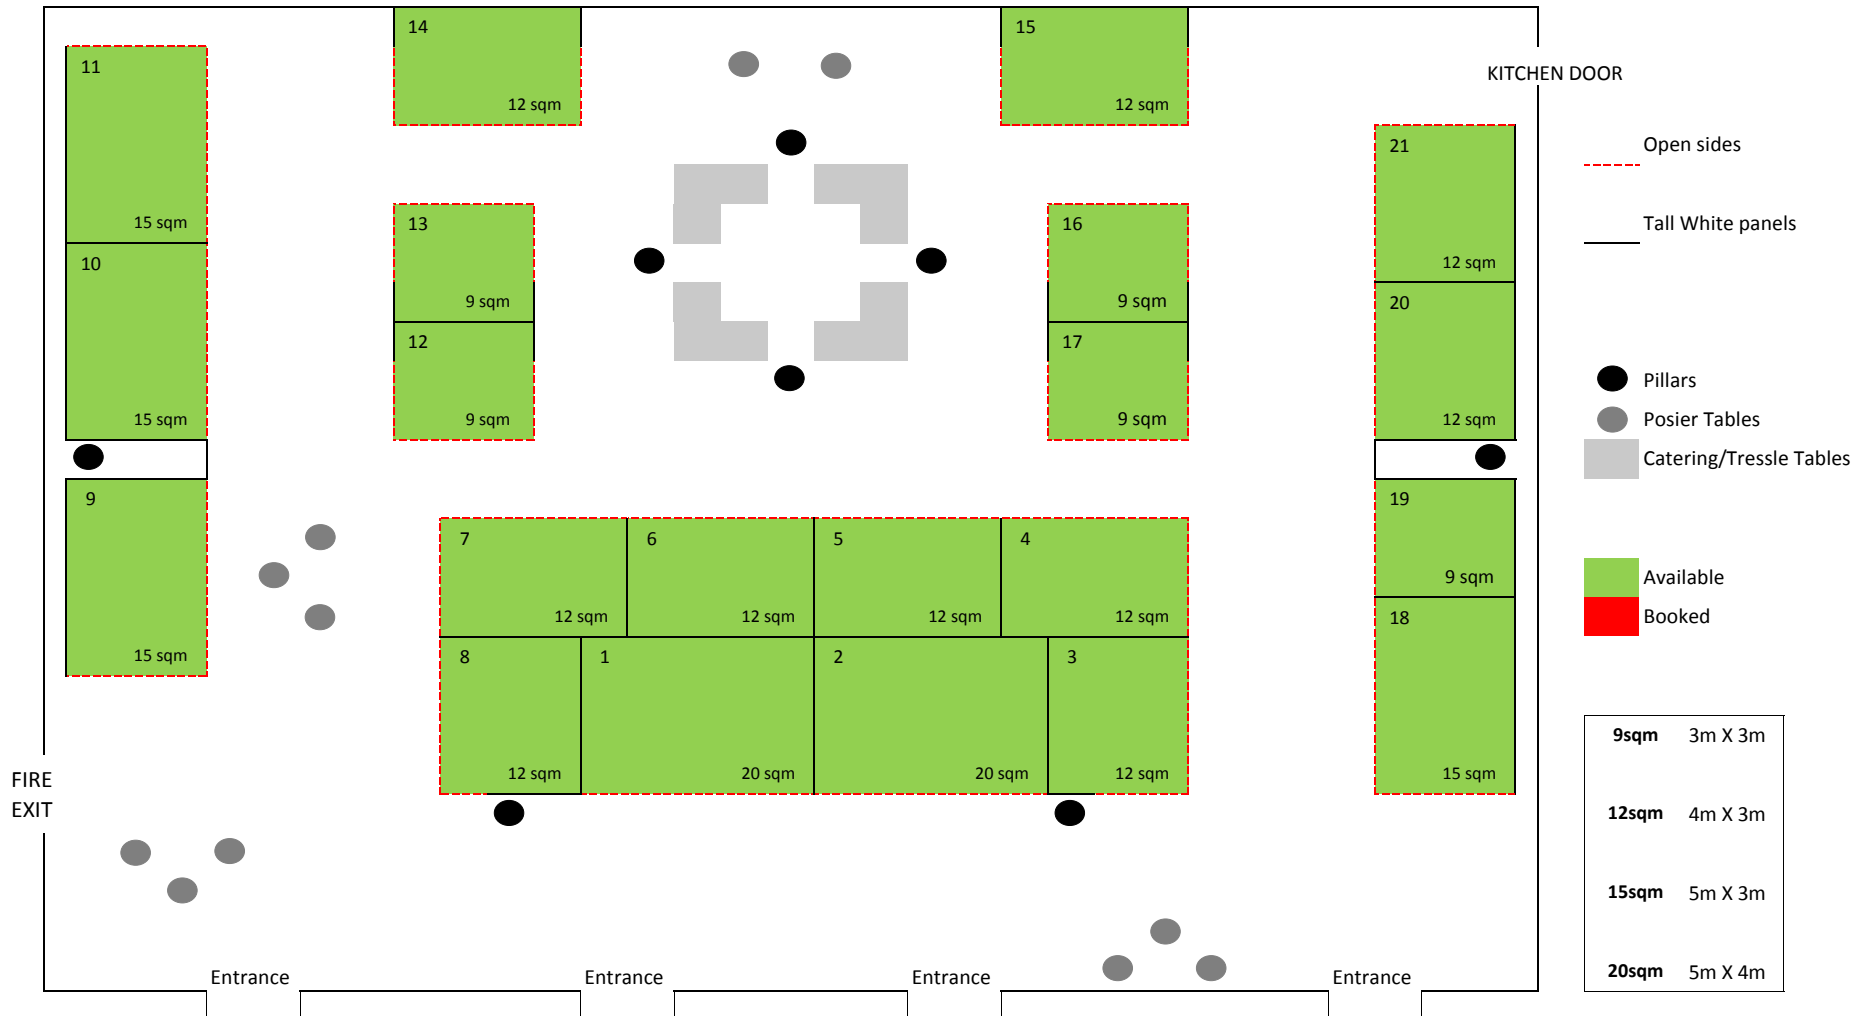 14
15
11
KITCHEN DOOR
12 sqm
12 sqm
21
Open sides
15 sqm
13
16
Tall White panels
10
12 sqm
9 sqm
9 sqm
20
12
17
Pillars
15 sqm
9 sqm
9 sqm
12 sqm
Posier Tables
Catering/Tressle Tables
9
19
7
6
5
4
9 sqm
Available
12 sqm
12 sqm
12 sqm
12 sqm
18
Booked
15 sqm
8
1
2
3
9sqm 3m X 3m
12 sqm
20 sqm
20 sqm
12 sqm
15 sqm
FIRE
EXIT
12sqm 4m X 3m
15sqm 5m X 3m
20sqm 5m X 4m
Entrance
Entrance
Entrance
Entrance